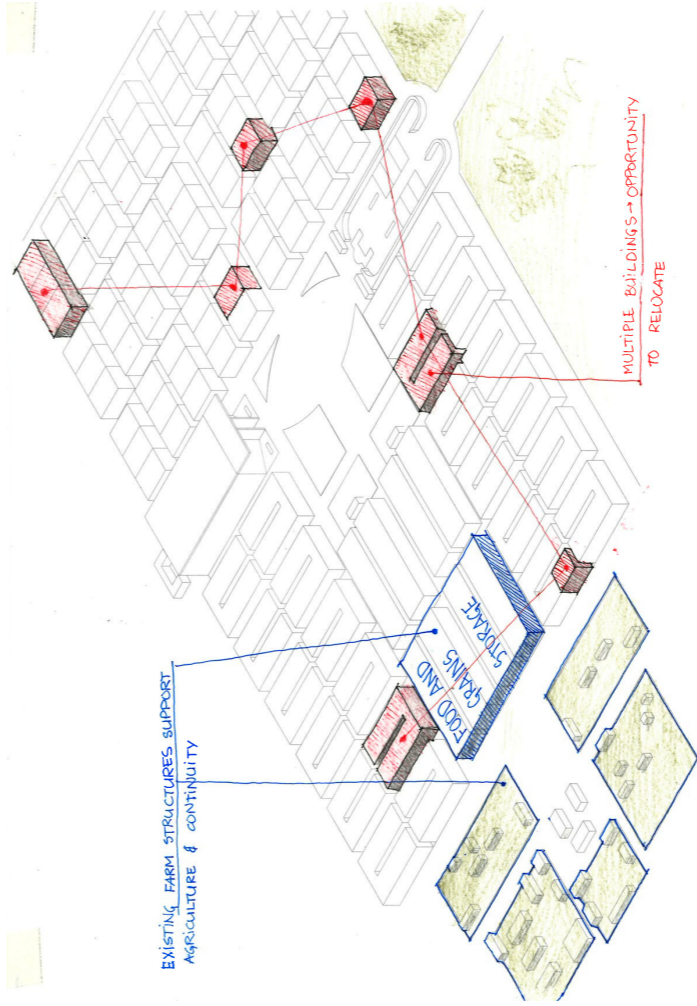 EXISTING FARM STRUCTURES SUPPORT
AGRICULTURE & CONTINUITY
FOOD AND
GRAINS
STORAGE
MULTIPLE BUILDINGS → OPPORTUNITY
TO RELOCATE